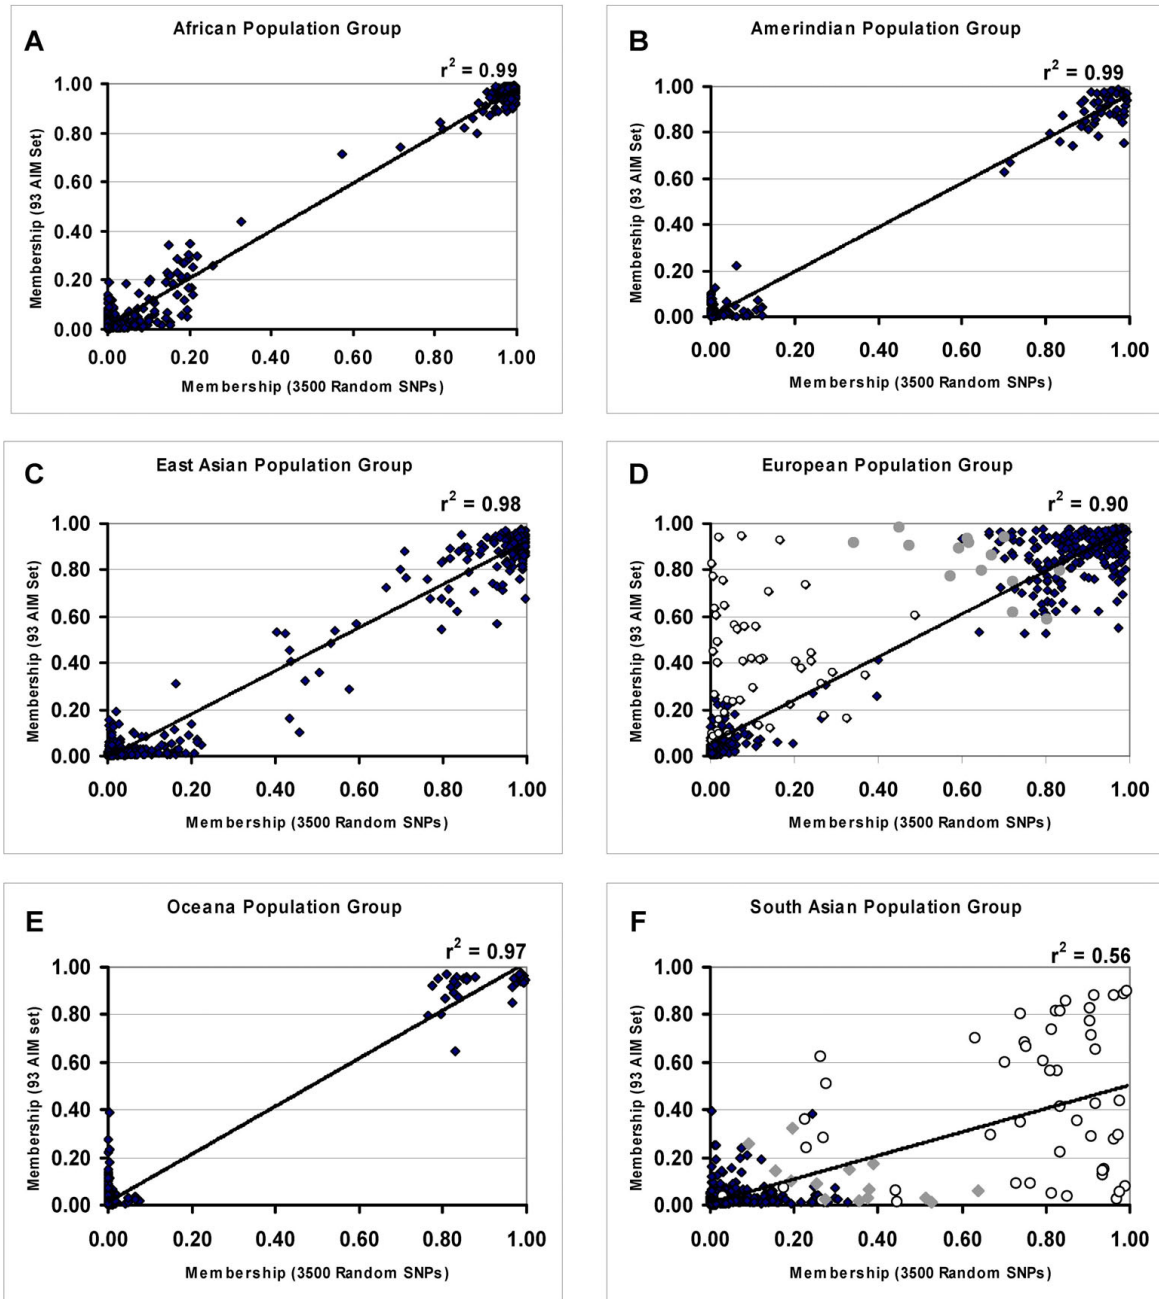 A
African Population Group
r² = 0.99
Membership (93 AIM Set)
1.00
0.80
0.60
0.40
0.20
0.00
0.00 0.20 0.40 0.60 0.80 1.00
Membership (3500 Random SNPs)
B
Amerindian Population Group
r² = 0.99
Membership (93 AIM Set)
1.00
0.80
0.60
0.40
0.20
0.00
0.00 0.20 0.40 0.60 0.80 1.00
Membership (3500 Random SNPs)
C
East Asian Population Group
r² = 0.98
Membership (93 AIM Set)
1.00
0.80
0.60
0.40
0.20
0.00
0.00 0.20 0.40 0.60 0.80 1.00
Membership (3500 Random SNPs)
D
European Population Group
r² = 0.90
Membership (93 AIM Set)
1.00
0.80
0.60
0.40
0.20
0.00
0.00 0.20 0.40 0.60 0.80 1.00
Membership (3500 Random SNPs)
E
Oceana Population Group
r² = 0.97
Membership (93 AIM set)
1.00
0.80
0.60
0.40
0.20
0.00
0.00 0.20 0.40 0.60 0.80 1.00
Membership (3500 Random SNPs)
F
South Asian Population Group
r² = 0.56
Membership (93 AIM set)
1.00
0.80
0.60
0.40
0.20
0.00
0.00 0.20 0.40 0.60 0.80 1.00
Membership (3500 Random SNPs)